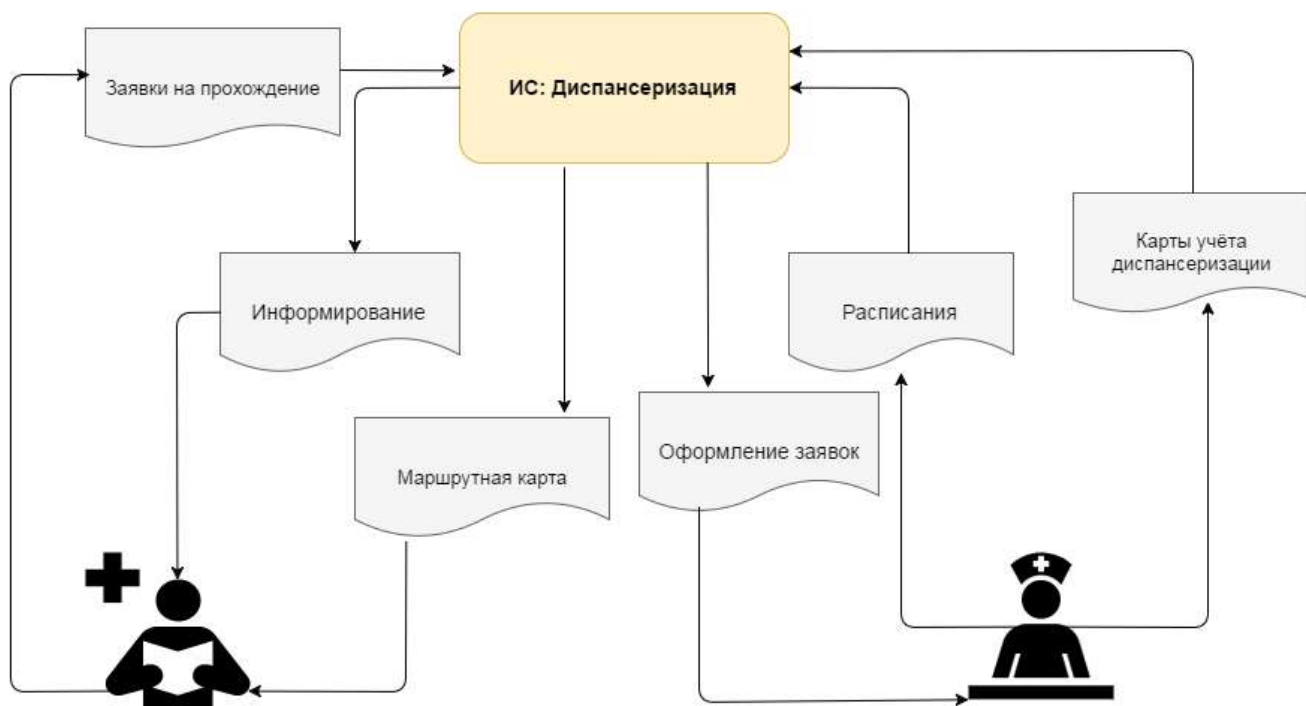 Заявки на прохождение
ИС: Диспансеризация
Карты учёта
диспансеризации
Информирование
Расписания
Маршрутная карта
Оформление заявок